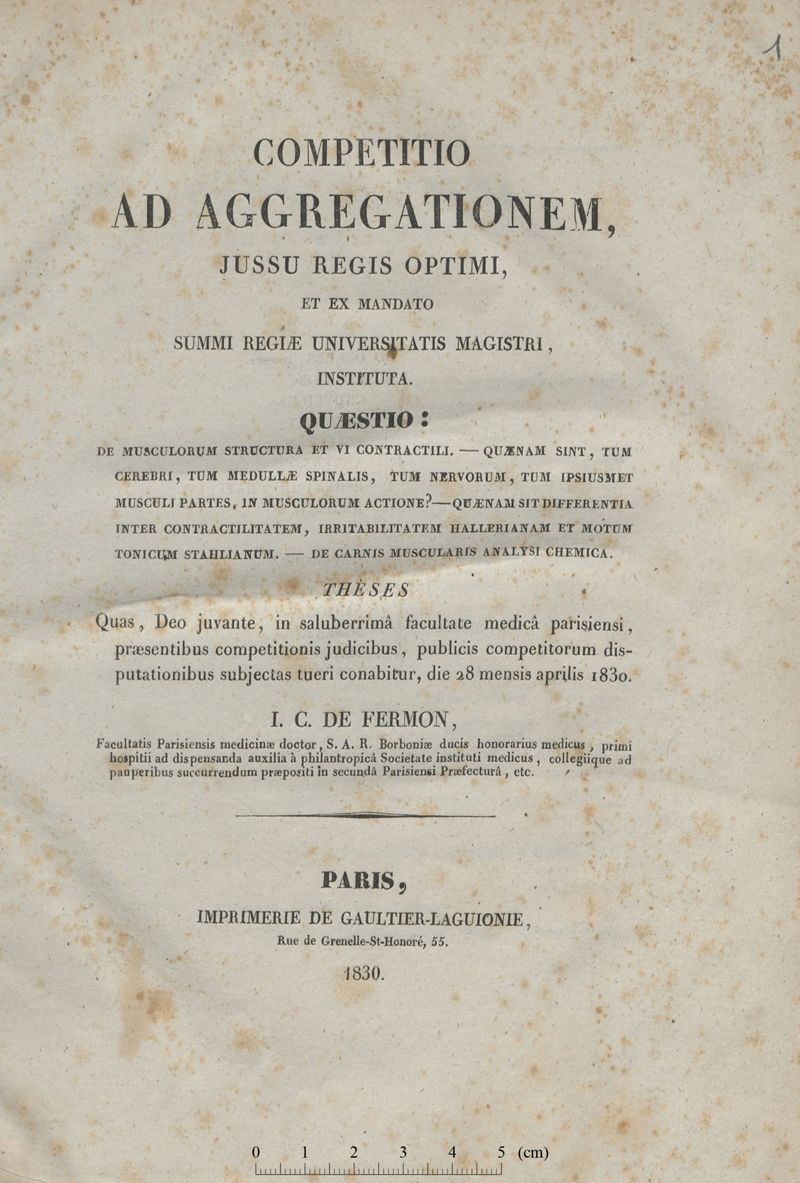 1
COMPETITIO
AD AGGREGATIONEM,
JUSSU REGIS OPTIMI,
ET EX MANDATO
SUMMI REGIÆ UNIVERSITATIS MAGISTRI,
INSTITUTA.
QUÆSTIO :
DE MUSCULORUM STRUCTURA ET VI CONTRACTILI. — QUÆNAM SINT, TUM
CEREBRI, TUM MEDULLÆ SPINALIS, TUM NERVORUM, TUM IPSIUSMET
MUSCULI PARTES, IN MUSCULORUM ACTIONE? — QUÆNAM SIT DIFFERENTIA
INTER CONTRACTILITATEM, IRRITABILITATEM HALLERIANAM ET MOTUM
TONICUM STAHLIANUM. — DE CARNIS MUSCULARIS ANALYSI CHEMICA.
THÈSES
Quas, Deo juvante, in saluberrimâ facultate medicâ parisiensi,
præsentibus competitionis judicibus, publicis competitorum dis-
putationibus subjectas tueri conabitur, die 28 mensis aprilis 1830.
I. C. DE FERMON,
Facultatis Parisiensis medicinæ doctor, S. A. R. Borboniæ ducis honorarius medicus, primi
hospitii ad dispensanda auxilia à philantropicâ Societate instituti medicus, collegiique ad
pauperibus succurrendum præpositi in secundâ Parisiensi Præfecturâ, etc.
PARIS,
IMPRIMERIE DE GAULTIER-LAGUIONIE,
Rue de Grenelle-St-Honoré, 55.
1830.
0 1 2 3 4 5 (cm)